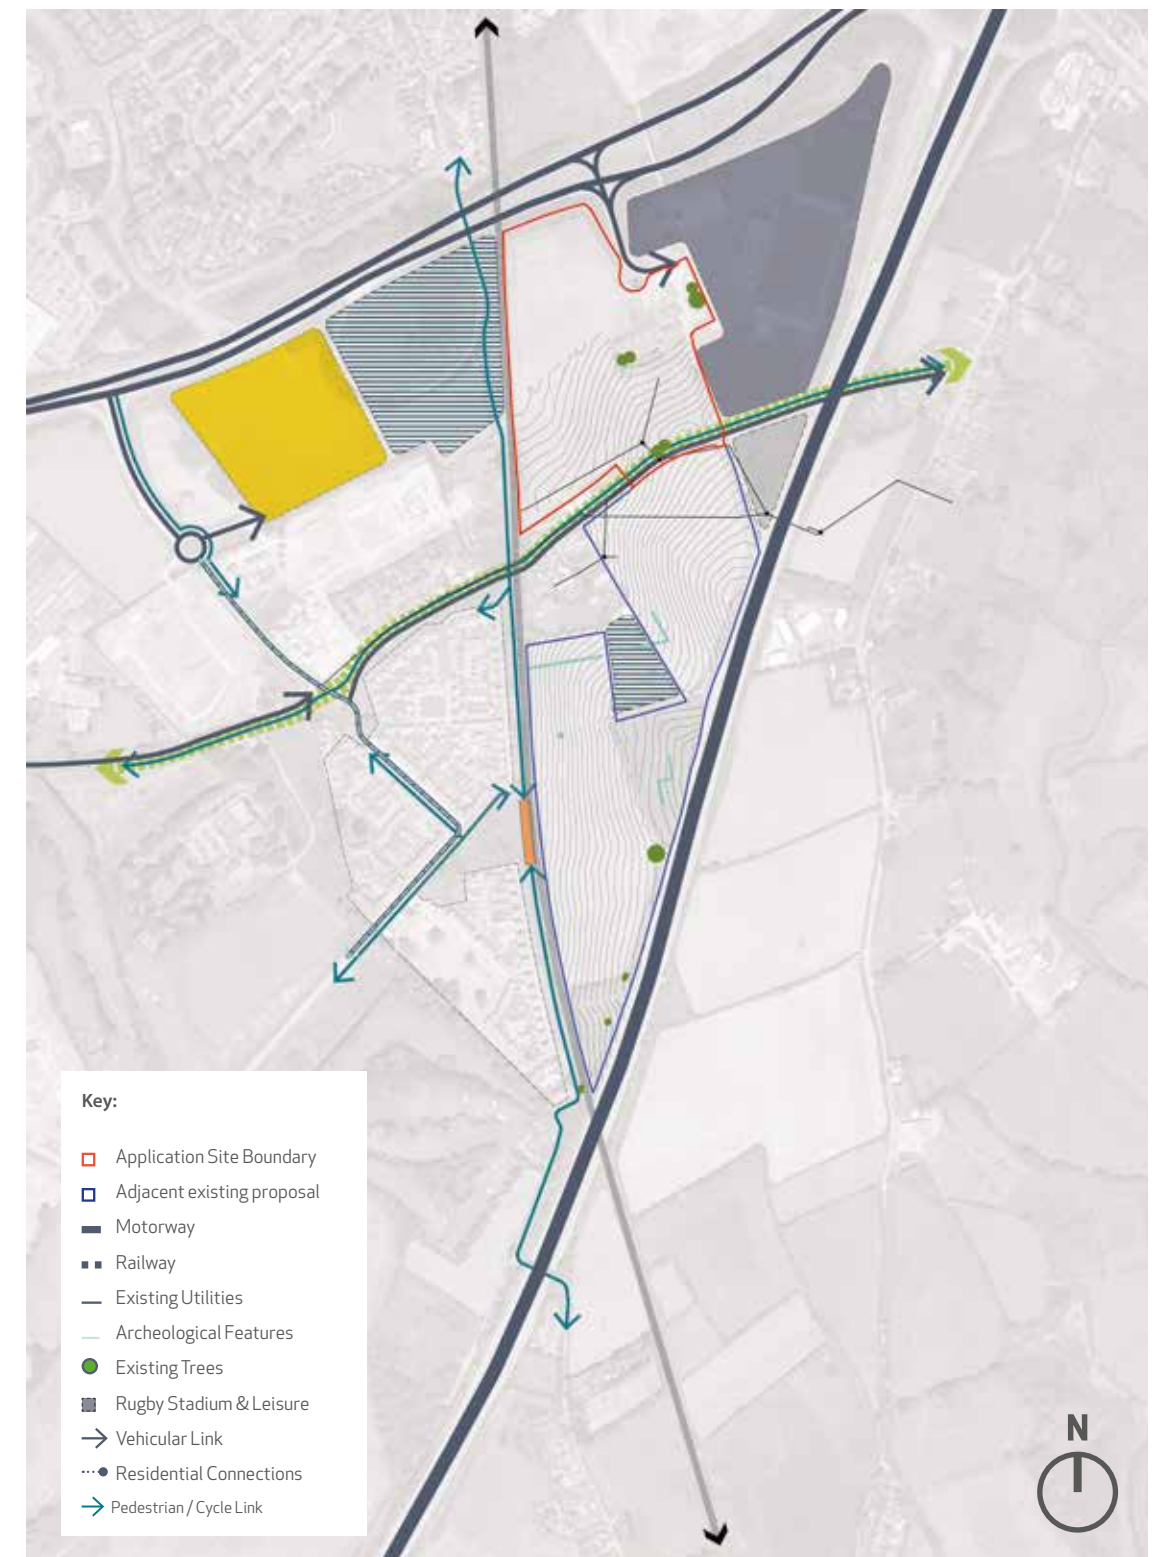 Key:
Application Site Boundary
Adjacent existing proposal
Motorway
Railway
Existing Utilities
Archeological Features
Existing Trees
Rugby Stadium & Leisure
Vehicular Link
Residential Connections
Pedestrian / Cycle Link
N